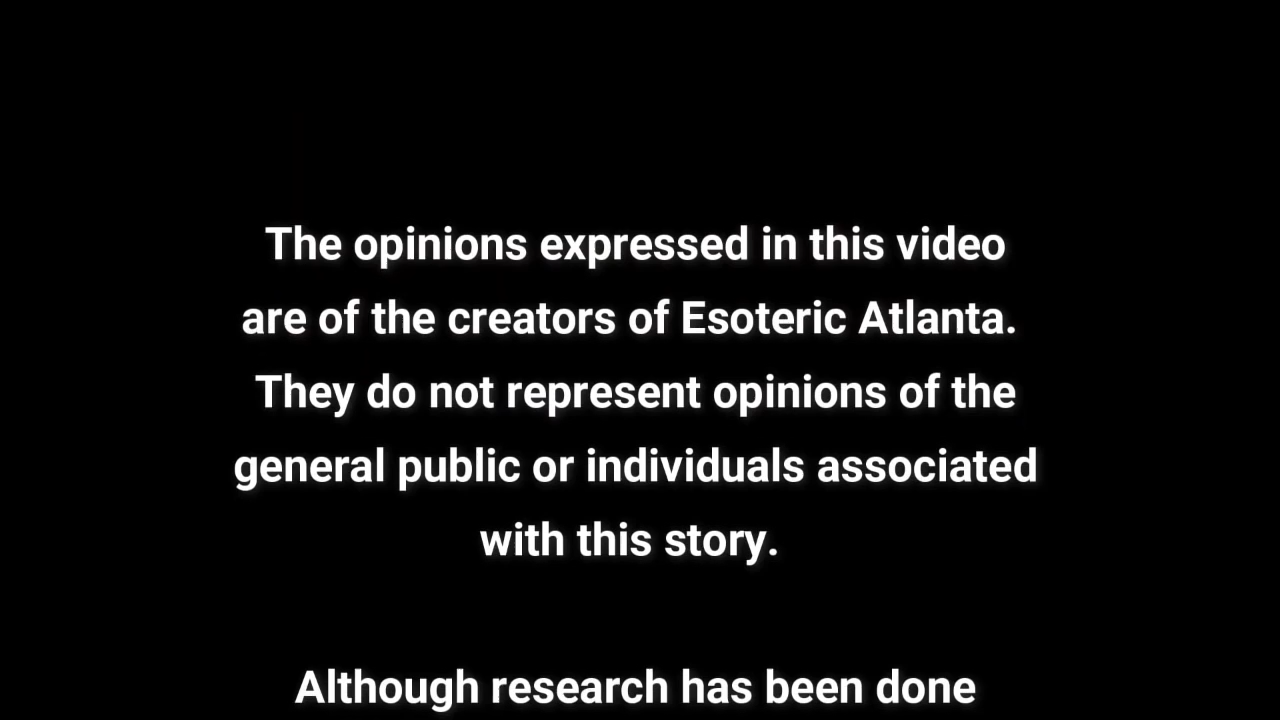 The opinions expressed in this video
are of the creators of Esoteric Atlanta.
They do not represent opinions of the
general public or individuals associated
with this story.
Although research has been done